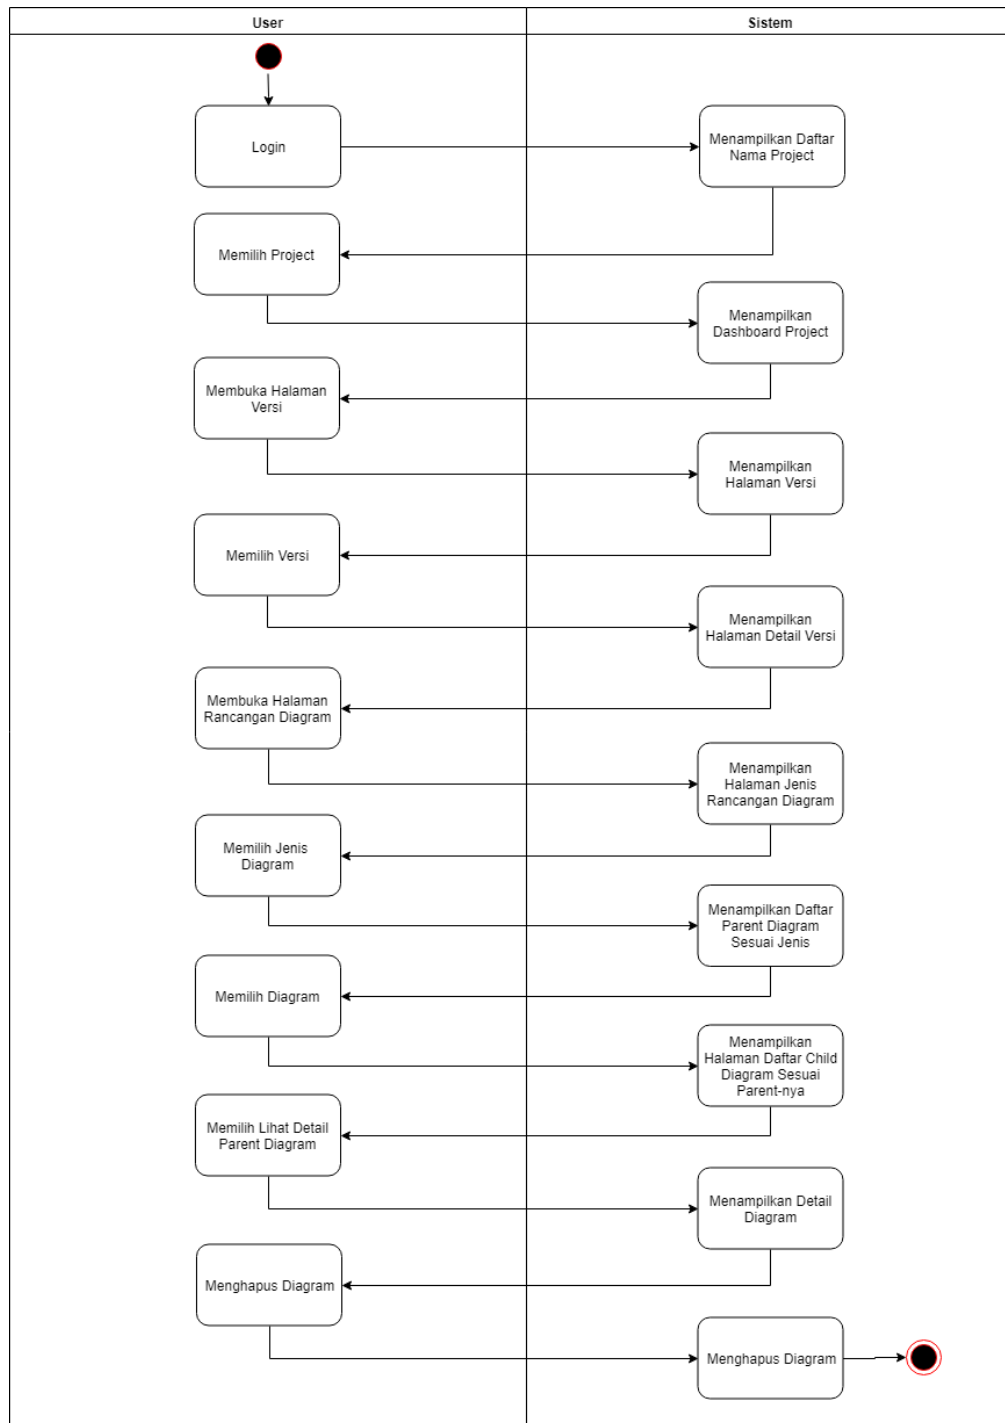 User
Sistem
Login
Menampilkan Daftar
Nama Project
Memilih Project
Menampilkan
Dashboard Project
Membuka Halaman
Versi
Menampilkan
Halaman Versi
Memilih Versi
Menampilkan
Halaman Detail Versi
Membuka Halaman
Rancangan Diagram
Menampilkan
Halaman Jenis
Rancangan Diagram
Memilih Jenis
Diagram
Menampilkan Daftar
Parent Diagram
Sesuai Jenis
Memilih Diagram
Menampilkan
Halaman Daftar Child
Diagram Sesuai
Parent-nya
Memilih Lihat Detail
Parent Diagram
Menampilkan Detail
Diagram
Menghapus Diagram
Menghapus Diagram